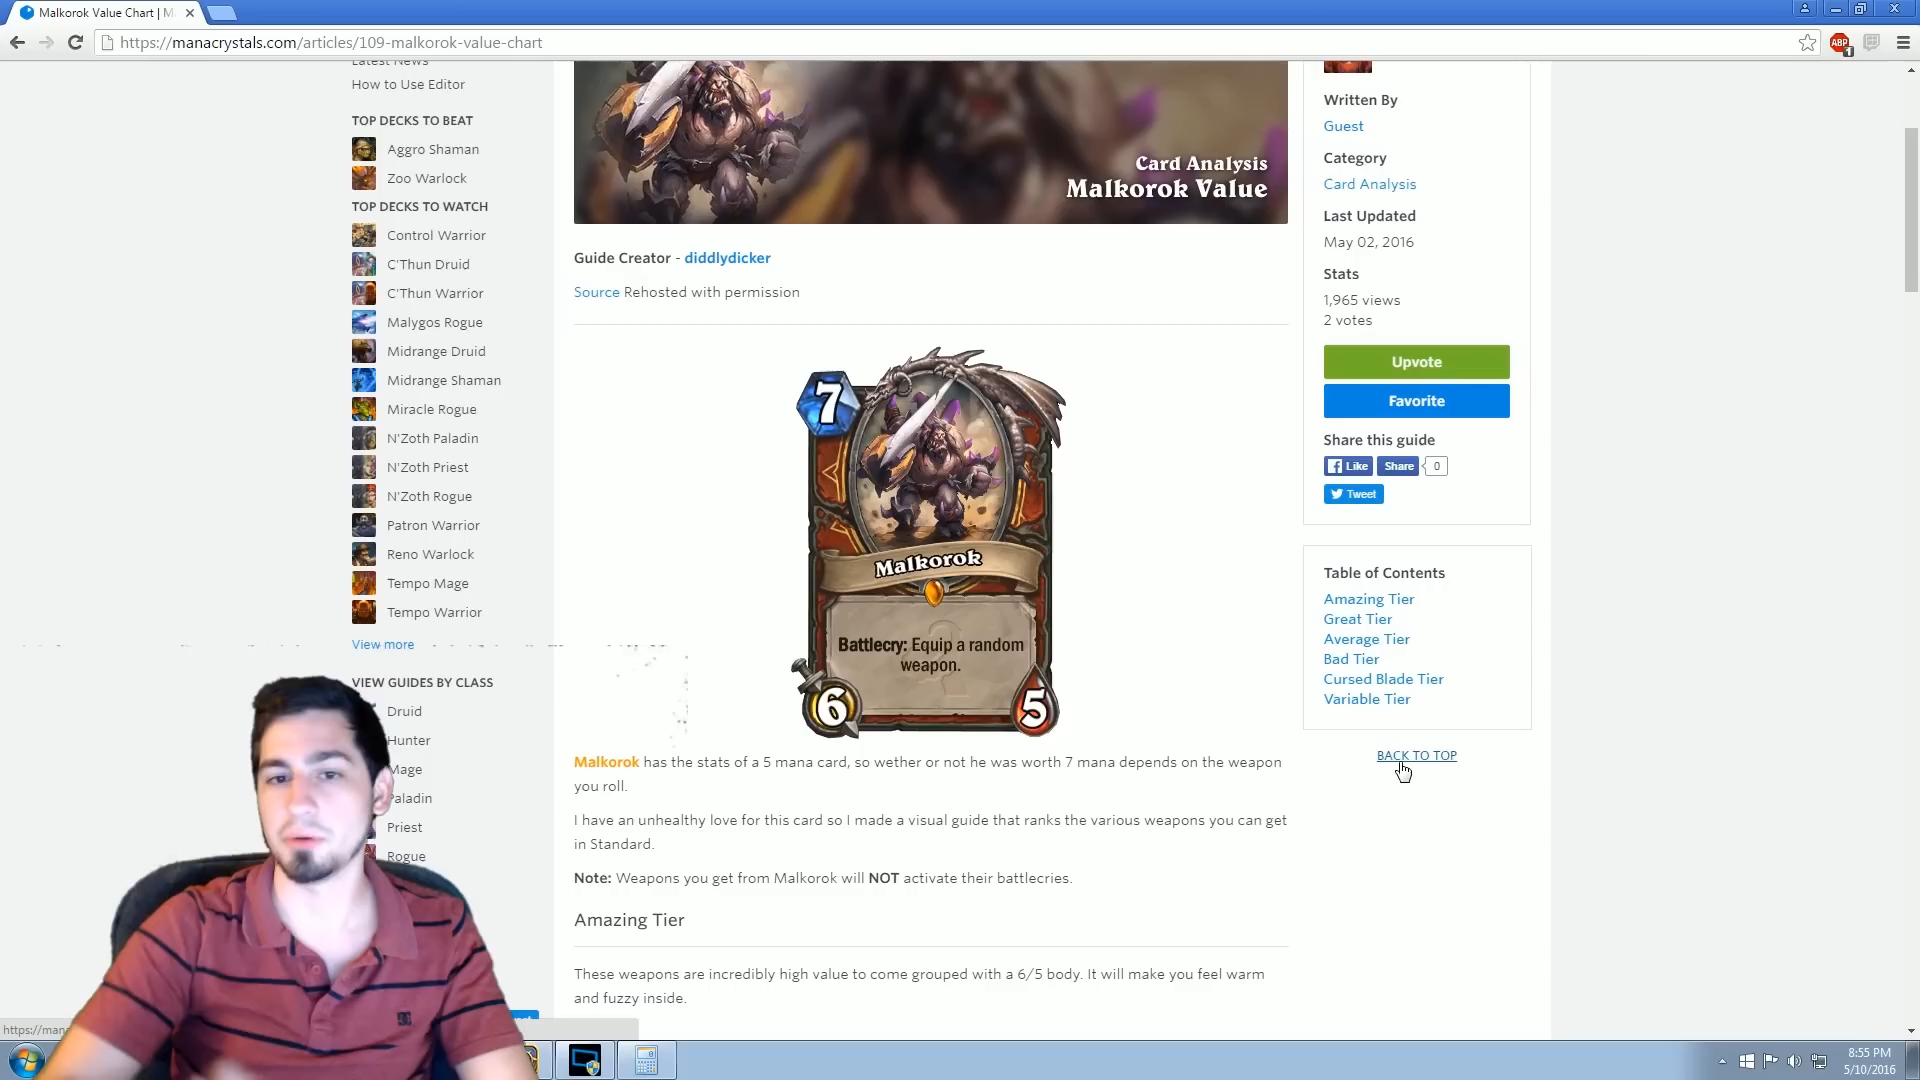 Malkorok Value Chart | M
https://manacrystals.com/articles/109-malkorok-value-chart
ABP
1
Latest News
How to Use Editor
TOP DECKS TO BEAT
Aggro Shaman
Zoo Warlock
TOP DECKS TO WATCH
Control Warrior
C'Thun Druid
C'Thun Warrior
Malygos Rogue
Midrange Druid
Midrange Shaman
Miracle Rogue
N'Zoth Paladin
N'Zoth Priest
N'Zoth Rogue
Patron Warrior
Reno Warlock
Tempo Mage
Tempo Warrior
View more
VIEW GUIDES BY CLASS
Druid
Hunter
Mage
Paladin
Priest
Rogue
https://mana
Card Analysis
Malkorok Value
Guide Creator - diddlydicker
Source Rehosted with permission
7
Malkorok
Battlecry: Equip a random
weapon.
6
5
Malkorok has the stats of a 5 mana card, so wether or not he was worth 7 mana depends on the weapon
you roll.
I have an unhealthy love for this card so I made a visual guide that ranks the various weapons you can get
in Standard.
Note: Weapons you get from Malkorok will NOT activate their battlecries.
Amazing Tier
These weapons are incredibly high value to come grouped with a 6/5 body. It will make you feel warm
and fuzzy inside.
Written By
Guest
Category
Card Analysis
Last Updated
May 02, 2016
Stats
1,965 views
2 votes
Upvote
Favorite
Share this guide
Like
Share
0
Tweet
Table of Contents
Amazing Tier
Great Tier
Average Tier
Bad Tier
Cursed Blade Tier
Variable Tier
BACK TO TOP
8:55 PM
5/10/2016